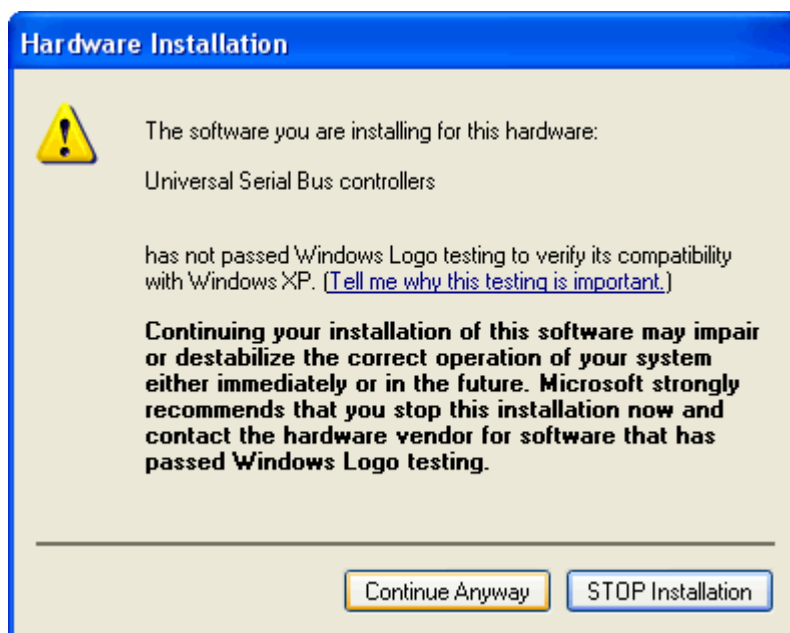 Hardware Installation
The software you are installing for this hardware:
Universal Serial Bus controllers
has not passed Windows Logo testing to verify its compatibility
with Windows XP. (Tell me why this testing is important.)
Continuing your installation of this software may impair
or destabilize the correct operation of your system
either immediately or in the future. Microsoft strongly
recommends that you stop this installation now and
contact the hardware vendor for software that has
passed Windows Logo testing.
Continue Anyway STOP Installation